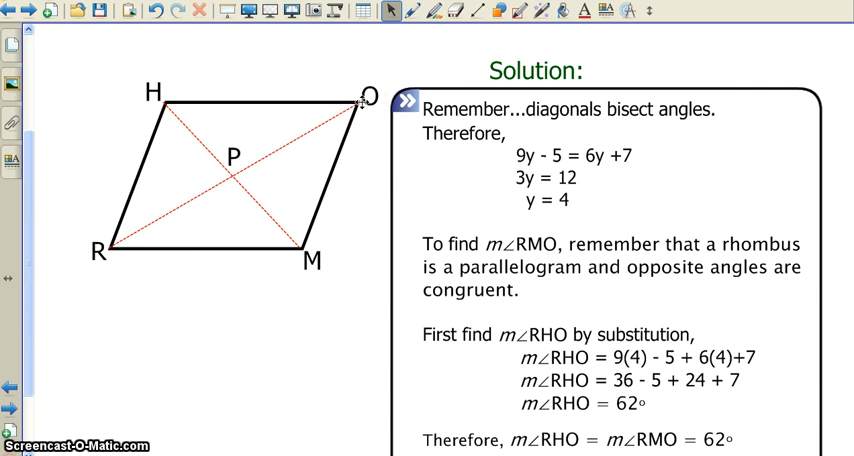 Solution:
H
O
Remember...diagonals bisect angles.
Therefore,
P
9y - 5 = 6y +7
3y = 12
y = 4
R
M
To find m∠RMO, remember that a rhombus
is a parallelogram and opposite angles are
congruent.
First find m∠RHO by substitution,
m∠RHO = 9(4) - 5 + 6(4)+7
m∠RHO = 36 - 5 + 24 + 7
m∠RHO = 62°
Therefore, m∠RHO = m∠RMO = 62°
Screencast-O-Matic.com